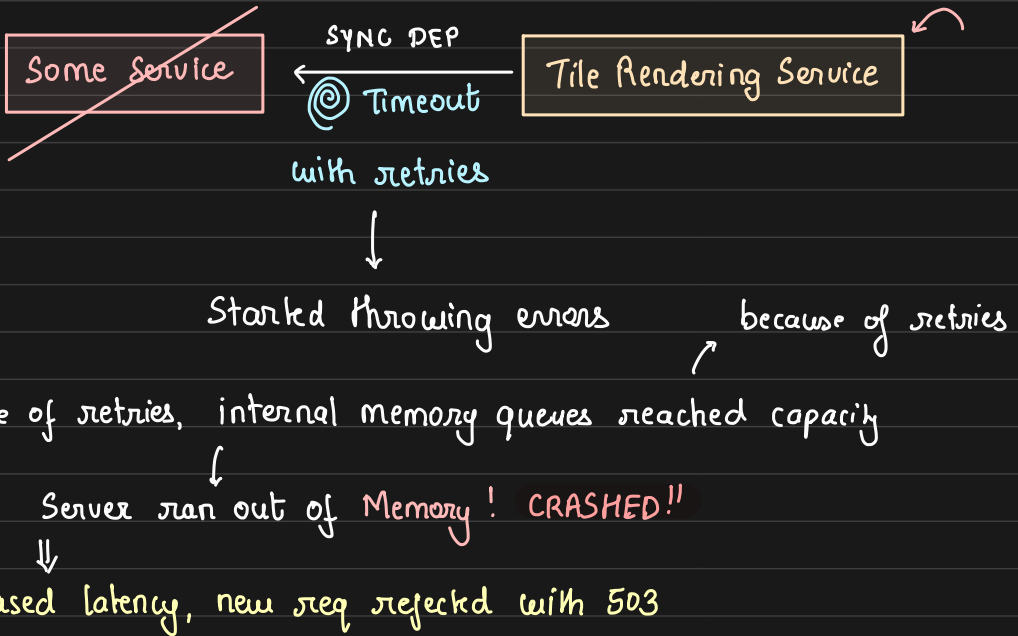 SYNC DEP
Some Service
Tile Rendering Service
Timeout
with retries
Started throwing errors
because of retries
of retries, internal memory queues reached capacity
Server ran out of Memory! CRASHED!!
latency, new req rejected with 503